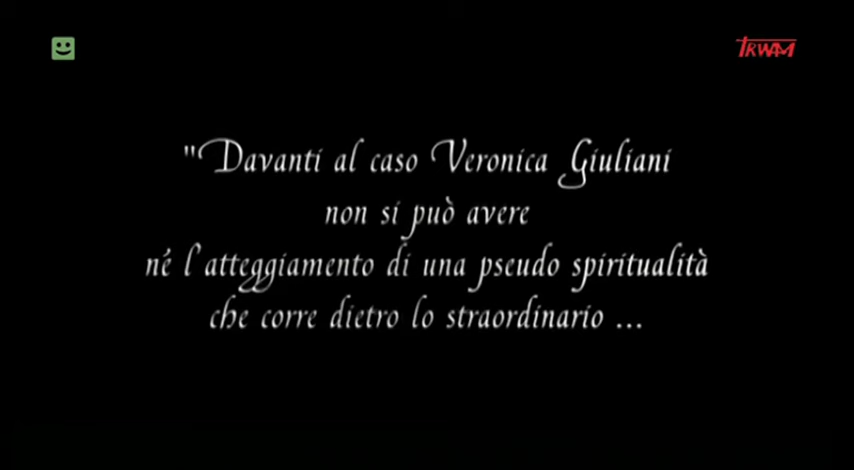 TRWAM
"Davanti al caso Veronica Giuliani
non si può avere
né l'atteggiamento di una pseudo spiritualità
che corre dietro lo straordinario ...